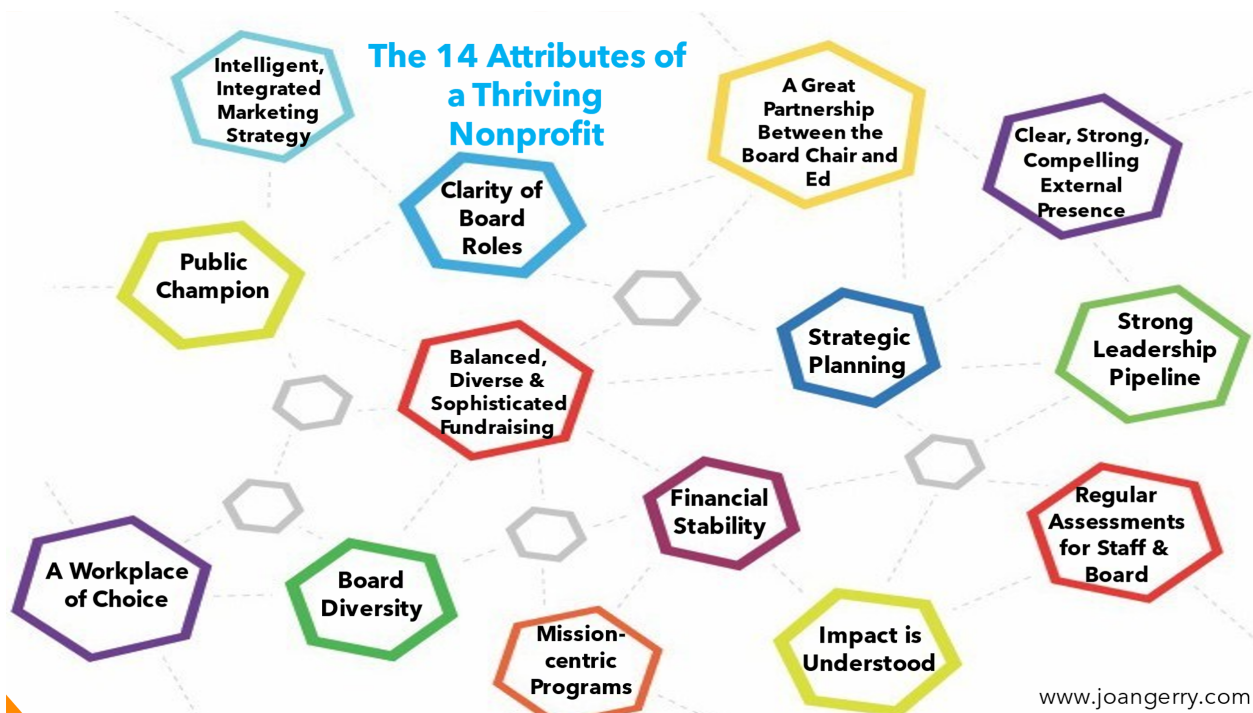 The 14 Attributes of
a Thriving
Nonprofit
Intelligent,
Integrated
Marketing
Strategy
Clarity of
Board
Roles
A Great
Partnership
Between the
Board Chair and
Ed
Clear, Strong,
Compelling
External
Presence
Public
Champion
Balanced,
Diverse &
Sophisticated
Fundraising
Strategic
Planning
Strong
Leadership
Pipeline
Financial
Stability
Regular
Assessments
for Staff &
Board
A Workplace
of Choice
Board
Diversity
Mission-
centric
Programs
Impact is
Understood
www.joangerry.com